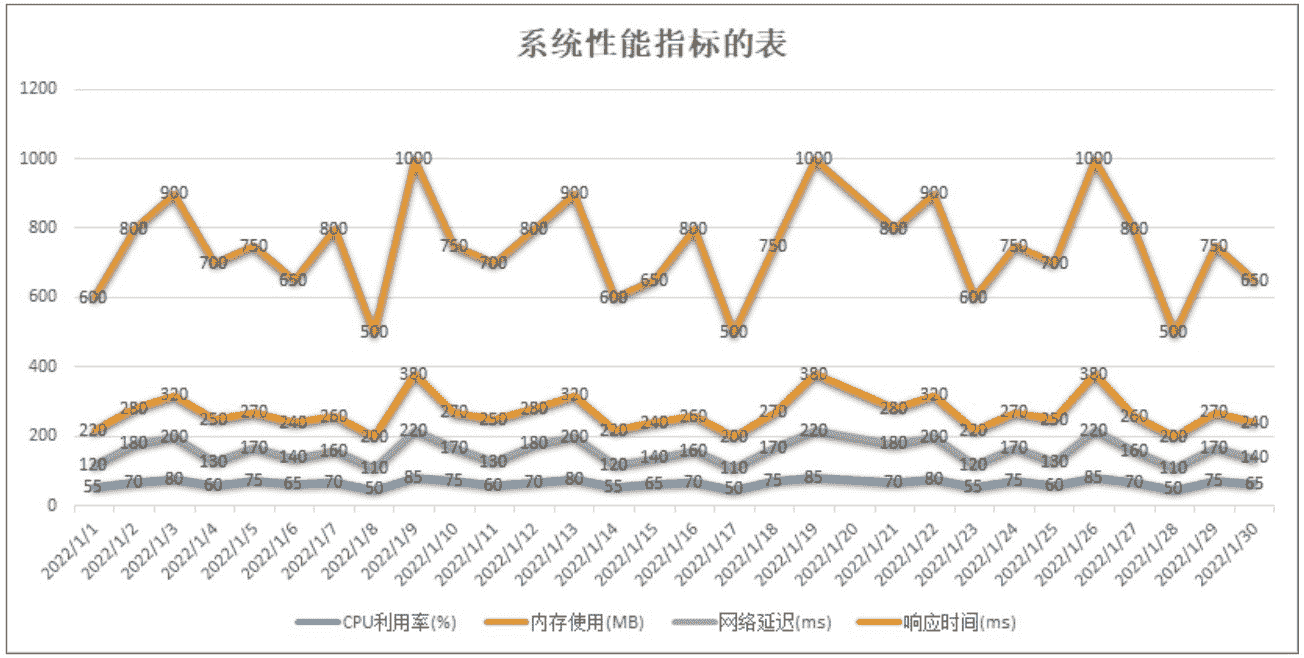 系统性能指标的表
1200
1000
800
600
400
200
0
600 800 900 700 750 650 800 500 1000 750 700 800 900 600 650 800 500 750 1000 800 900 600 750 700 1000 800 500 750 650
220 280 320 250 270 240 260 200 380 270 250 280 320 220 240 260 200 270 380 280 320 220 270 250 380 260 200 270 240
120 180 200 130 170 140 160 110 220 170 130 180 200 120 140 160 110 170 220 180 200 120 170 130 220 160 110 170 140
55 70 80 60 75 65 70 50 85 75 60 70 80 55 65 70 50 75 85 70 80 55 75 60 85 70 50 75 65
2022/1/1 2022/1/2 2022/1/3 2022/1/4 2022/1/5 2022/1/6 2022/1/7 2022/1/8 2022/1/9 2022/1/10 2022/1/11 2022/1/12 2022/1/13 2022/1/14 2022/1/15 2022/1/16 2022/1/17 2022/1/18 2022/1/19 2022/1/20 2022/1/21 2022/1/22 2022/1/23 2022/1/24 2022/1/25 2022/1/26 2022/1/27 2022/1/28 2022/1/29 2022/1/30
CPU利用率(%) 内存使用(MB) 网络延迟(ms) 响应时间(ms)